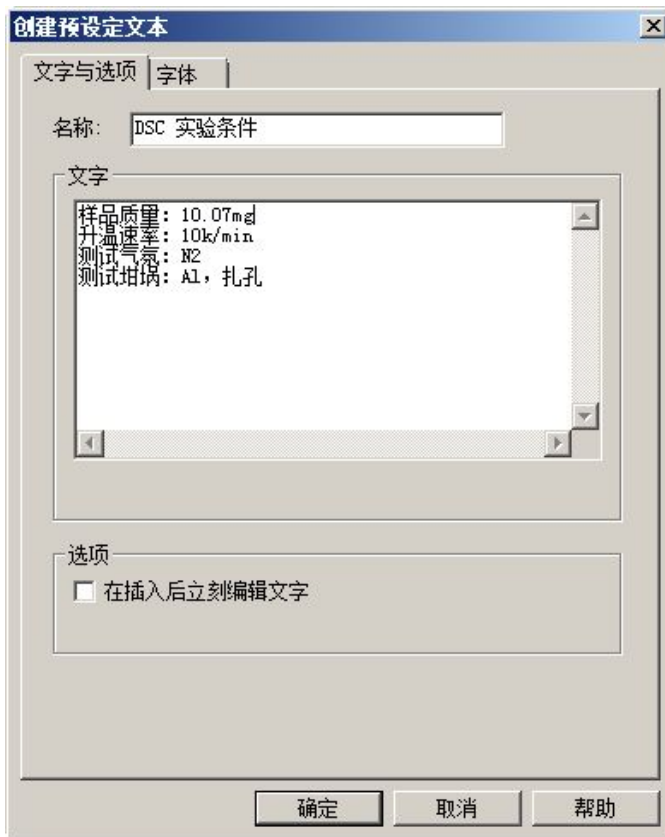 创建预设定文本
文字与选项 字体
名称: DSC 实验条件
文字
样品质量: 10.07mg
升温速率: 10k/min
测试气氛: N2
测试坩埚: Al，扎孔
选项
在插入后立刻编辑文字
确定 取消 帮助